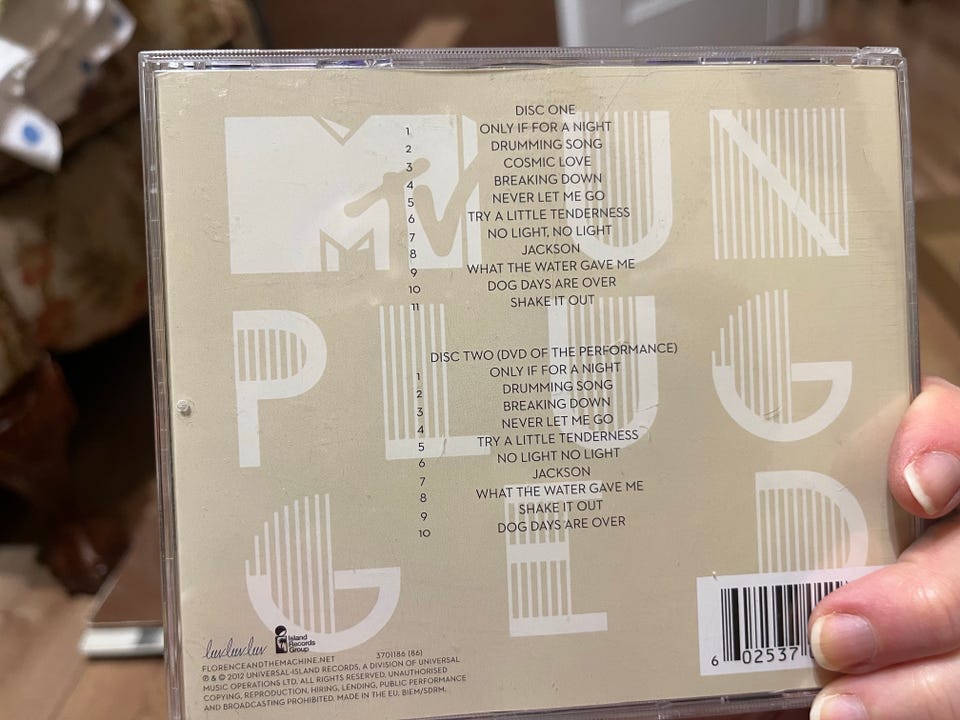 MTV UN
PLUG
GED
DISC ONE
1 ONLY IF FOR A NIGHT
2 DRUMMING SONG
3 COSMIC LOVE
4 BREAKING DOWN
5 NEVER LET ME GO
6 TRY A LITTLE TENDERNESS
7 NO LIGHT, NO LIGHT
8 JACKSON
9 WHAT THE WATER GAVE ME
10 DOG DAYS ARE OVER
11 SHAKE IT OUT
DISC TWO (DVD OF THE PERFORMANCE)
1 ONLY IF FOR A NIGHT
2 DRUMMING SONG
3 BREAKING DOWN
4 NEVER LET ME GO
5 TRY A LITTLE TENDERNESS
6 NO LIGHT NO LIGHT
7 JACKSON
8 WHAT THE WATER GAVE ME
9 SHAKE IT OUT
10 DOG DAYS ARE OVER
luvluvluv Island Records Group
FLORENCEANDTHEMACHINE.NET 3701186 (86)
℗ & © 2012 UNIVERSAL-ISLAND RECORDS, A DIVISION OF UNIVERSAL
MUSIC OPERATIONS LTD. ALL RIGHTS RESERVED. UNAUTHORISED
COPYING, REPRODUCTION, HIRING, LENDING, PUBLIC PERFORMANCE
AND BROADCASTING PROHIBITED. MADE IN THE EU. BIEM/SDRM.
6 02537